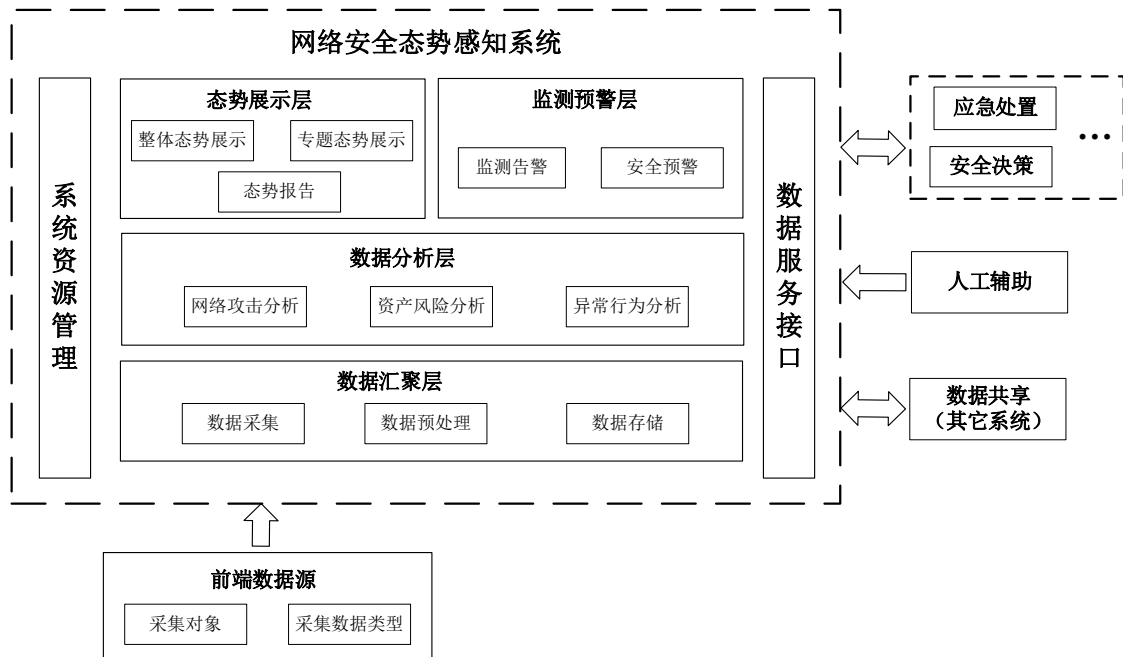 网络安全态势感知系统
系统资源管理
态势展示层
整体态势展示
专题态势展示
态势报告
监测预警层
监测告警
安全预警
数据分析层
网络攻击分析
资产风险分析
异常行为分析
数据汇聚层
数据采集
数据预处理
数据存储
数据服务接口
应急处置
...
安全决策
人工辅助
数据共享
（其它系统）
前端数据源
采集对象
采集数据类型